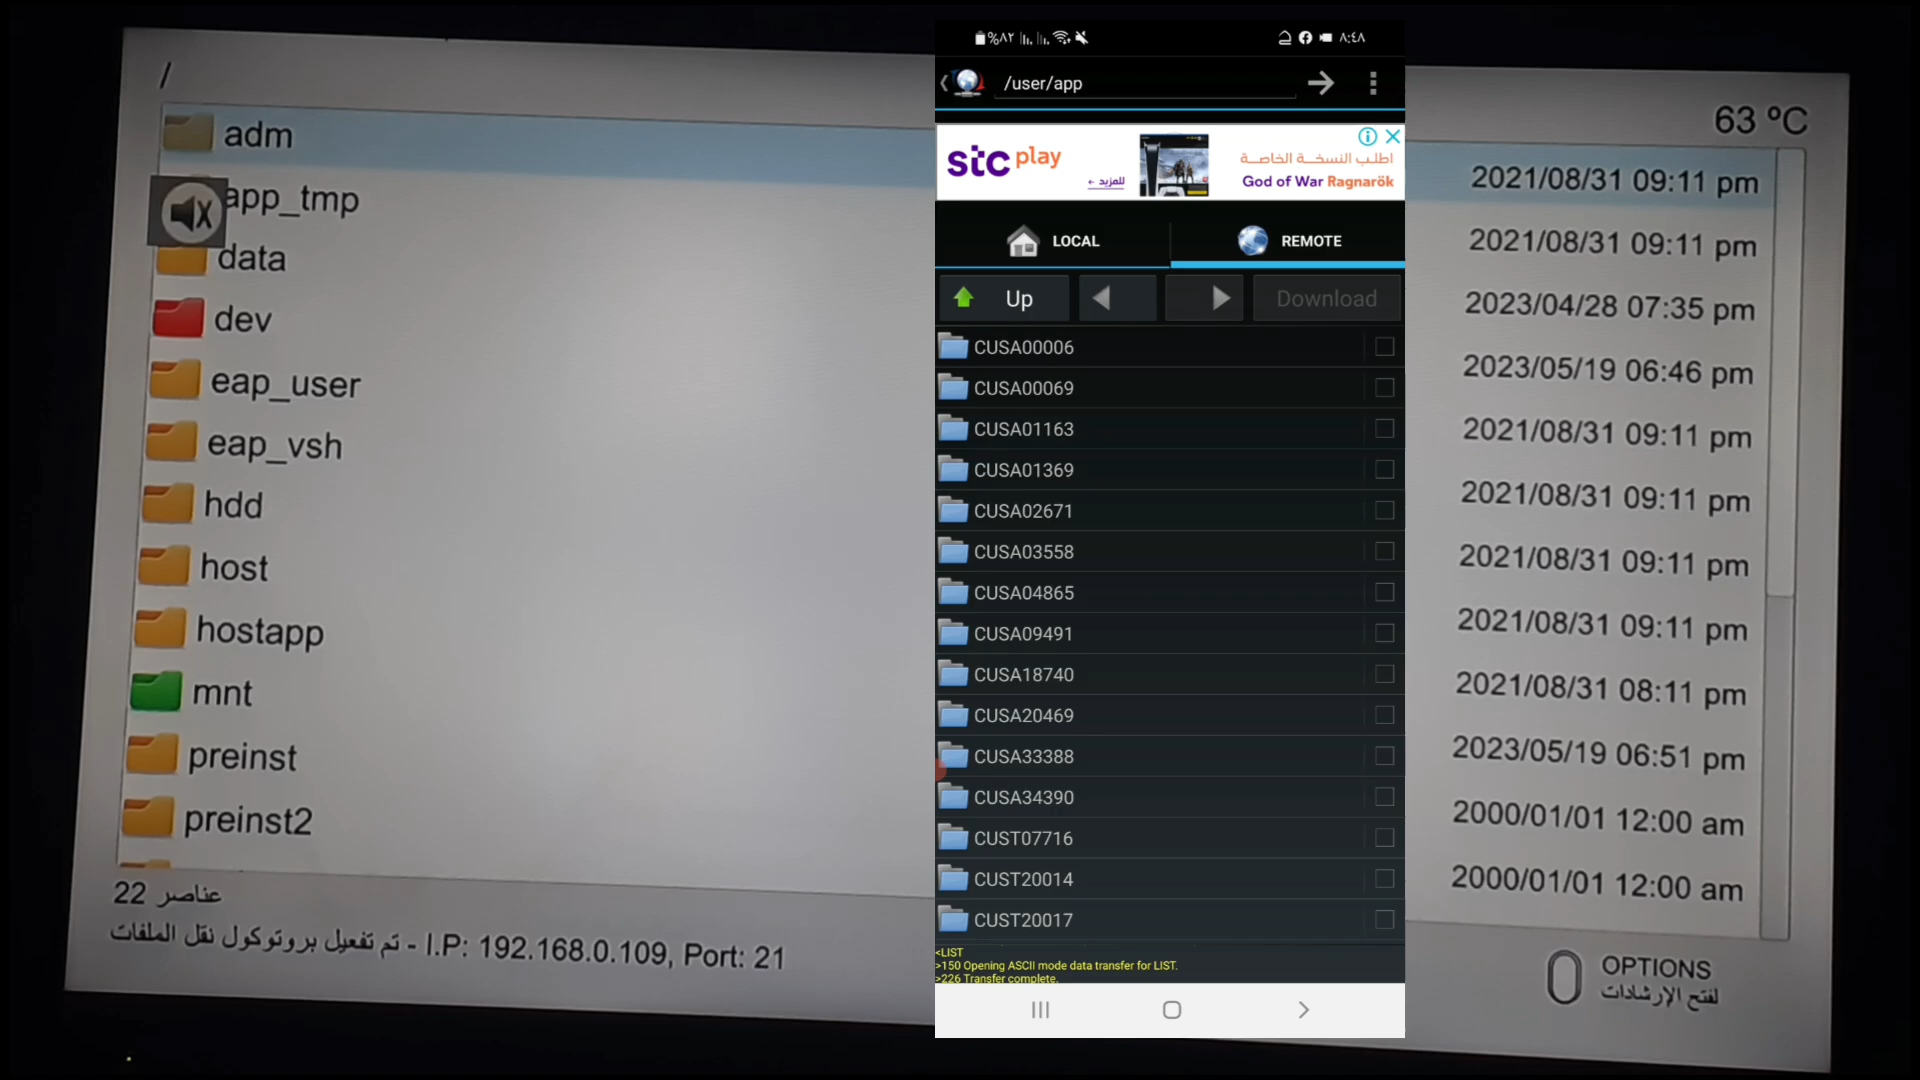 /
adm
app_tmp
data
dev
eap_user
eap_vsh
hdd
host
hostapp
mnt
preinst
preinst2
22 عناصر
تم تفعيل بروتوكول نقل الملفات - I.P: 192.168.0.109, Port: 21
%٨٢
٨:٤٨
/user/app
stc play
للمزيد
اطلب النسخة الخاصة
God of War Ragnarök
LOCAL
REMOTE
Up
Download
CUSA00006
CUSA00069
CUSA01163
CUSA01369
CUSA02671
CUSA03558
CUSA04865
CUSA09491
CUSA18740
CUSA20469
CUSA33388
CUSA34390
CUST07716
CUST20014
CUST20017
<LIST
>150 Opening ASCII mode data transfer for LIST.
>226 Transfer complete.
63 ºC
2021/08/31 09:11 pm
2021/08/31 09:11 pm
2023/04/28 07:35 pm
2023/05/19 06:46 pm
2021/08/31 09:11 pm
2021/08/31 09:11 pm
2021/08/31 09:11 pm
2021/08/31 09:11 pm
2021/08/31 08:11 pm
2023/05/19 06:51 pm
2000/01/01 12:00 am
2000/01/01 12:00 am
OPTIONS
لفتح الإرشادات